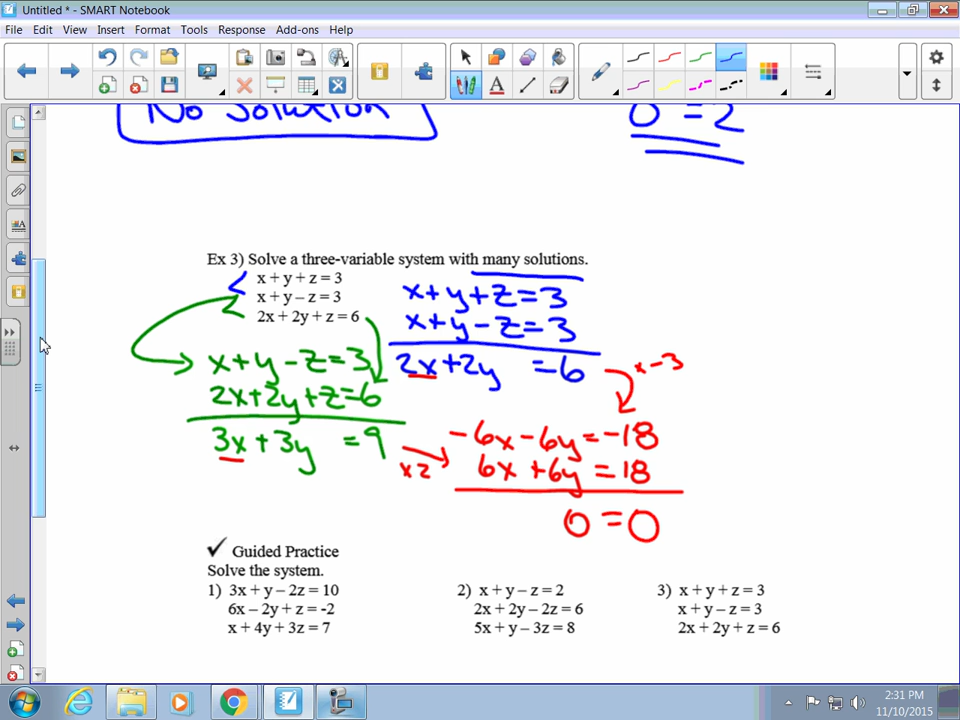 Untitled * - SMART Notebook
File Edit View Insert Format Tools Response Add-ons Help
No Solution
0 = 2
Ex 3) Solve a three-variable system with many solutions.
x + y + z = 3
x + y – z = 3
2x + 2y + z = 6
x+y+z=3
x+y-z=3
2x+2y =6
x-3
x+y-z=3
2x+2y+z=6
3x+3y =9
x2
-6x-6y=-18
6x+6y=18
0=0
✓ Guided Practice
Solve the system.
1) 3x + y – 2z = 10
6x – 2y + z = -2
x + 4y + 3z = 7
2) x + y – z = 2
2x + 2y – 2z = 6
5x + y – 3z = 8
3) x + y + z = 3
x + y – z = 3
2x + 2y + z = 6
2:31 PM
11/10/2015